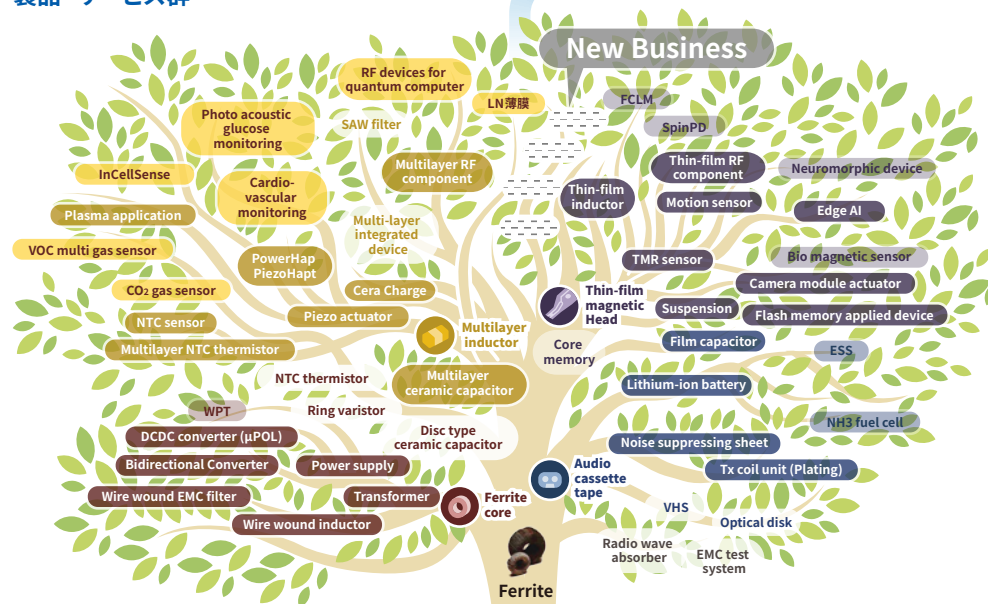 製品・サービス群
New Business
RF devices for
quantum computer
LN薄膜
FCLM
Photo acoustic
glucose
monitoring
SAW filter
SpinPD
Multilayer RF
component
Thin-film RF
component
Neuromorphic device
InCellSense
Cardio-
vascular
monitoring
Thin-film
inductor
Motion sensor
Plasma application
Edge AI
Multi-layer
integrated
device
VOC multi gas sensor
PowerHap
PiezoHapt
TMR sensor
Bio magnetic sensor
CO₂ gas sensor
Cera Charge
Camera module actuator
Thin-film
magnetic
Head
Suspension
Flash memory applied device
NTC sensor
Piezo actuator
Multilayer
inductor
Film capacitor
Multilayer NTC thermistor
Core
memory
ESS
NTC thermistor
Multilayer
ceramic capacitor
Lithium-ion battery
WPT
Ring varistor
NH3 fuel cell
DCDC converter (μPOL)
Disc type
ceramic capacitor
Noise suppressing sheet
Bidirectional Converter
Power supply
Tx coil unit (Plating)
Audio
cassette
tape
Wire wound EMC filter
Transformer
Ferrite
core
VHS
Wire wound inductor
Optical disk
Radio wave
absorber
EMC test
system
Ferrite